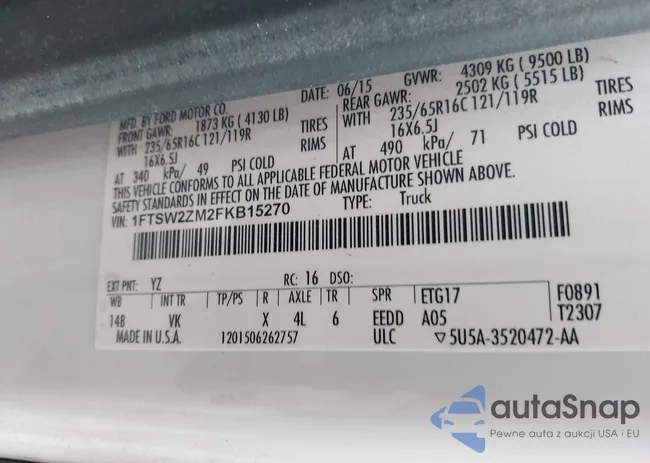 MFD. BY FORD MOTOR CO.
DATE: 06/15 GVWR: 4309 KG ( 9500 LB)
FRONT GAWR: 1873 KG ( 4130 LB)
REAR GAWR: 2502 KG ( 5515 LB)
WITH 235/65R16C 121/119R TIRES
WITH 235/65R16C 121/119R TIRES
16X6.5J RIMS
16X6.5J RIMS
AT 340 kPa/ 49 PSI COLD
AT 490 kPa/ 71 PSI COLD
THIS VEHICLE CONFORMS TO ALL APPLICABLE FEDERAL MOTOR VEHICLE
SAFETY STANDARDS IN EFFECT ON THE DATE OF MANUFACTURE SHOWN ABOVE.
VIN: 1FTSW2ZM2FKB15270 TYPE: Truck
EXT PNT: YZ RC: 16 DSO:
WB INT TR TP/PS R AXLE TR SPR ETG17 F0891
148 VK X 4L 6 EEDD A05 T2307
MADE IN U.S.A. 1201506262757 ULC ▽5U5A-3520472-AA
autaSnap
Pewne auta z aukcji USA i EU